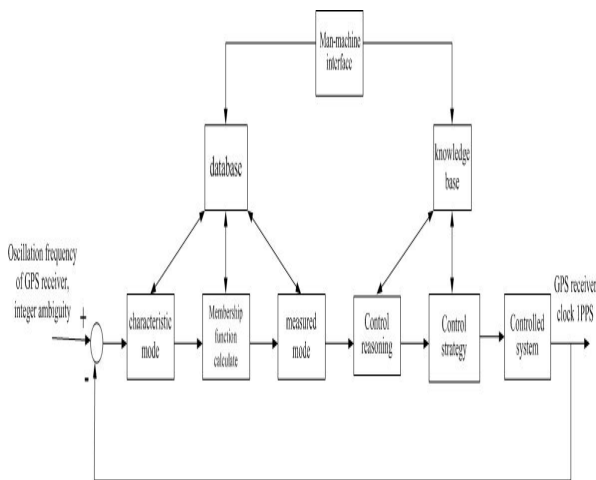 Man-machine
interface
database
knowledge
base
Oscillation frequency
of GPS receiver,
integer ambiguity
+
-
characteristic
mode
Membership
function
calculate
measured
mode
Control
reasoning
Control
strategy
Controlled
system
GPS receiver
clock 1PPS